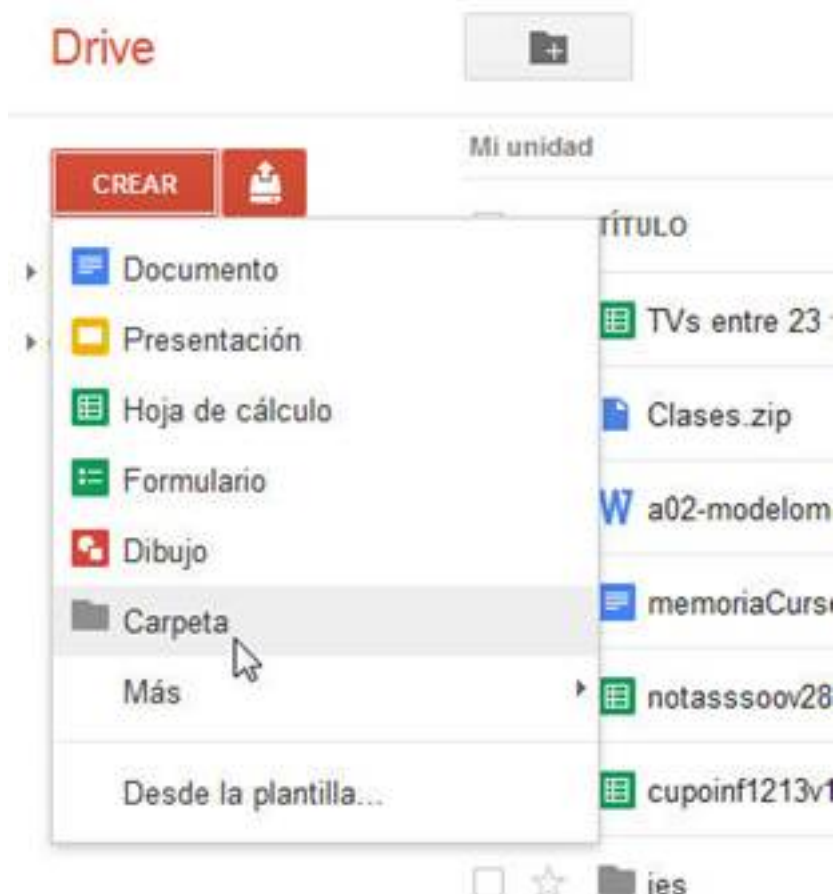 Drive
Mi unidad
CREAR
TÍTULO
Documento
Presentación
Hoja de cálculo
Formulario
Dibujo
Carpeta
Más
Desde la plantilla...
TVs entre 23
Clases.zip
a02-modelom
memoriaCurs
notasssoov28
cupoinf1213v1
ies